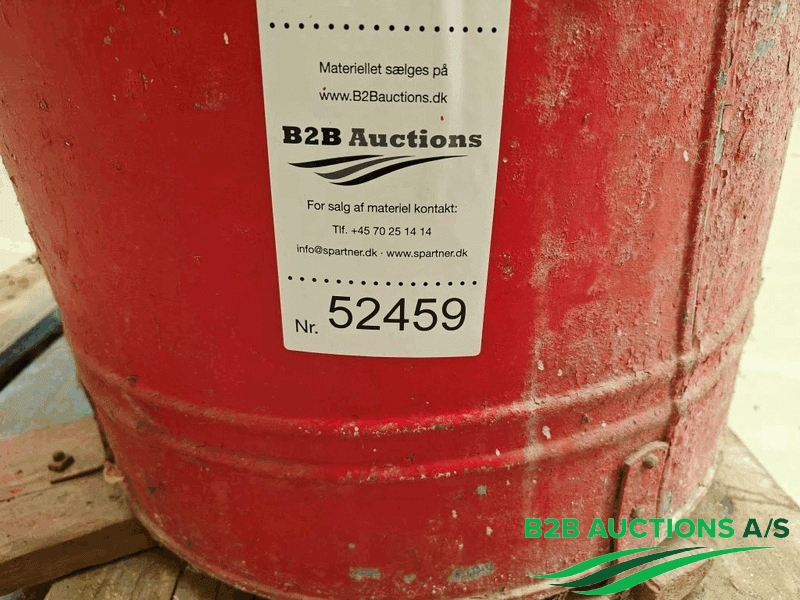 Materiellet sælges på
www.B2Bauctions.dk
B2B Auctions
For salg af materiel kontakt:
Tlf. +45 70 25 14 14
info@spartner.dk · www.spartner.dk
Nr. 52459
B2B AUCTIONS A/S